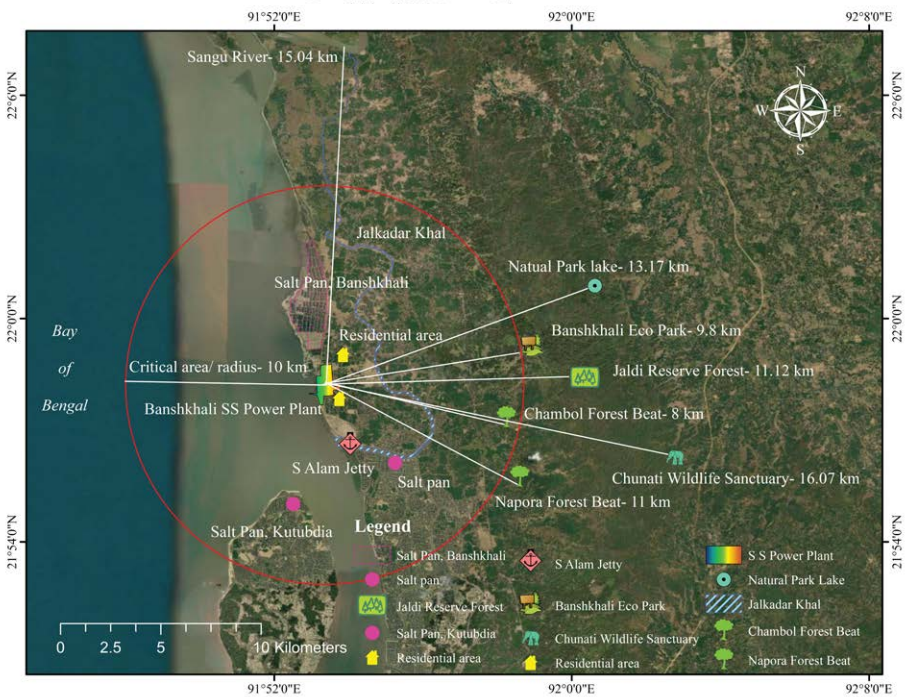 91°52'0"E
92°0'0"E
92°8'0"E
22°6'0"N
22°6'0"N
Sangu River- 15.04 km
N
W
E
S
Jalkadar Khal
Natual Park lake- 13.17 km
Salt Pan, Banshkhali
22°0'0"N
22°0'0"N
Bay
of
Bengal
Residential area
Banshkhali Eco Park- 9.8 km
Critical area/ radius- 10 km
Jaldi Reserve Forest- 11.12 km
Banshkhali SS Power Plant
Chambol Forest Beat- 8 km
S Alam Jetty
Salt pan
Chunati Wildlife Sanctuary- 16.07 km
Napora Forest Beat- 11 km
Salt Pan, Kutubdia
21°54'0"N
21°54'0"N
Legend
Salt Pan, Banshkhali
Salt pan
Jaldi Reserve Forest
Salt Pan, Kutubdia
Residential area
S Alam Jetty
Banshkhali Eco Park
Chunati Wildlife Sanctuary
Residential area
S S Power Plant
Natural Park Lake
Jalkadar Khal
Chambol Forest Beat
Napora Forest Beat
0 2.5 5 10 Kilometers
91°52'0"E
92°0'0"E
92°8'0"E